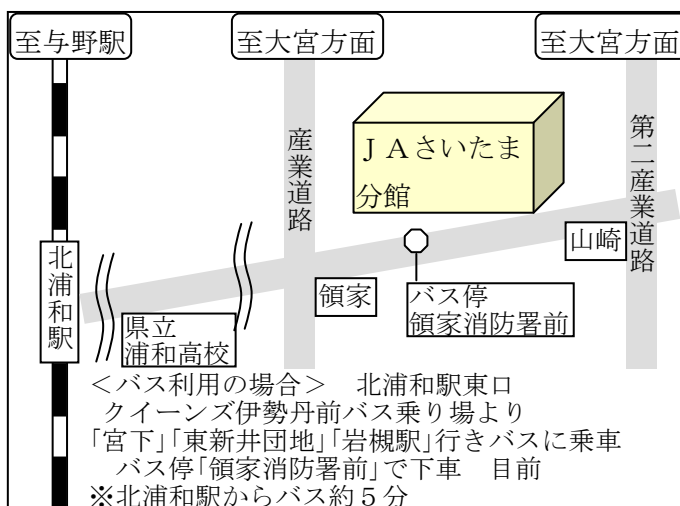 至与野駅
至大宮方面
至大宮方面
産業道路
ＪＡさいたま
分館
第二産業道路
山崎
北浦和駅
領家
バス停
領家消防署前
県立
浦和高校
＜バス利用の場合＞　北浦和駅東口
クイーンズ伊勢丹前バス乗り場より
「宮下」「東新井団地」「岩槻駅」行きバスに乗車
バス停「領家消防署前」で下車　目前
※北浦和駅からバス約５分